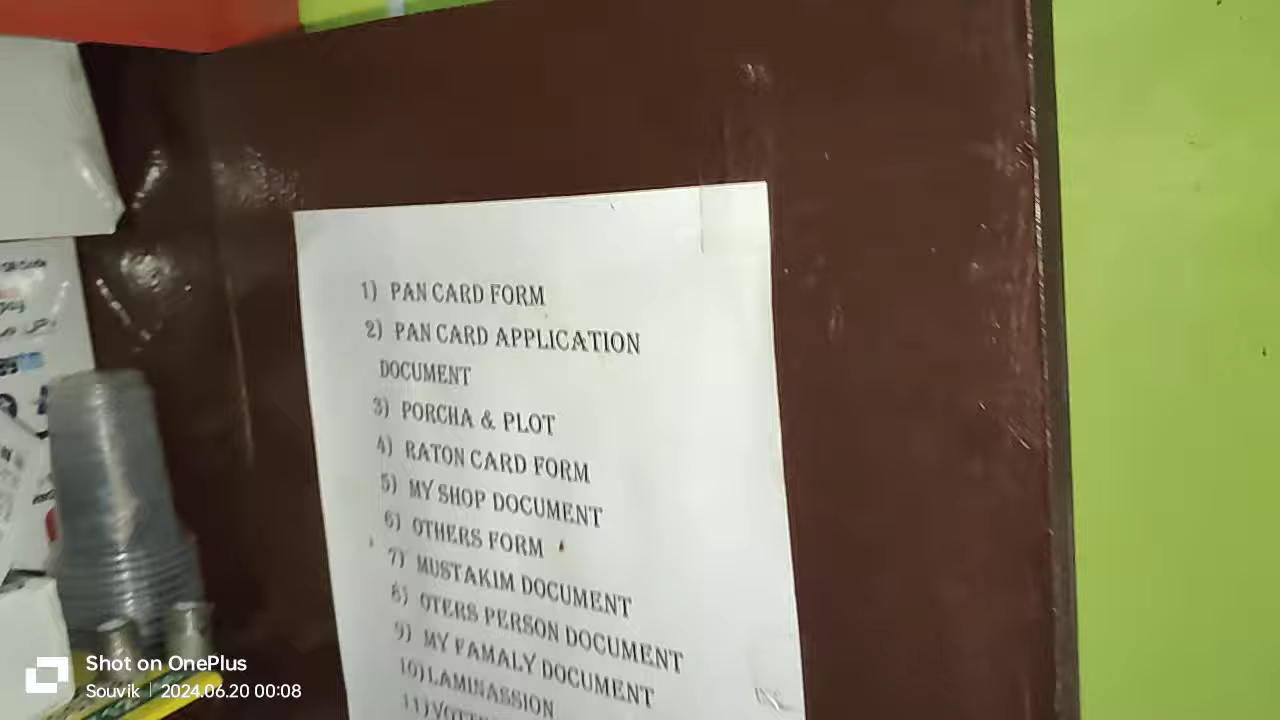 1) PAN CARD FORM
2) PAN CARD APPLICATION
DOCUMENT
3) PORCHA & PLOT
4) RATON CARD FORM
5) MY SHOP DOCUMENT
6) OTHERS FORM
7) MUSTAKIM DOCUMENT
8) OTERS PERSON DOCUMENT
9) MY FAMALY DOCUMENT
10) LAMINASSION
11)
Shot on OnePlus
Souvik | 2024.06.20 00:08